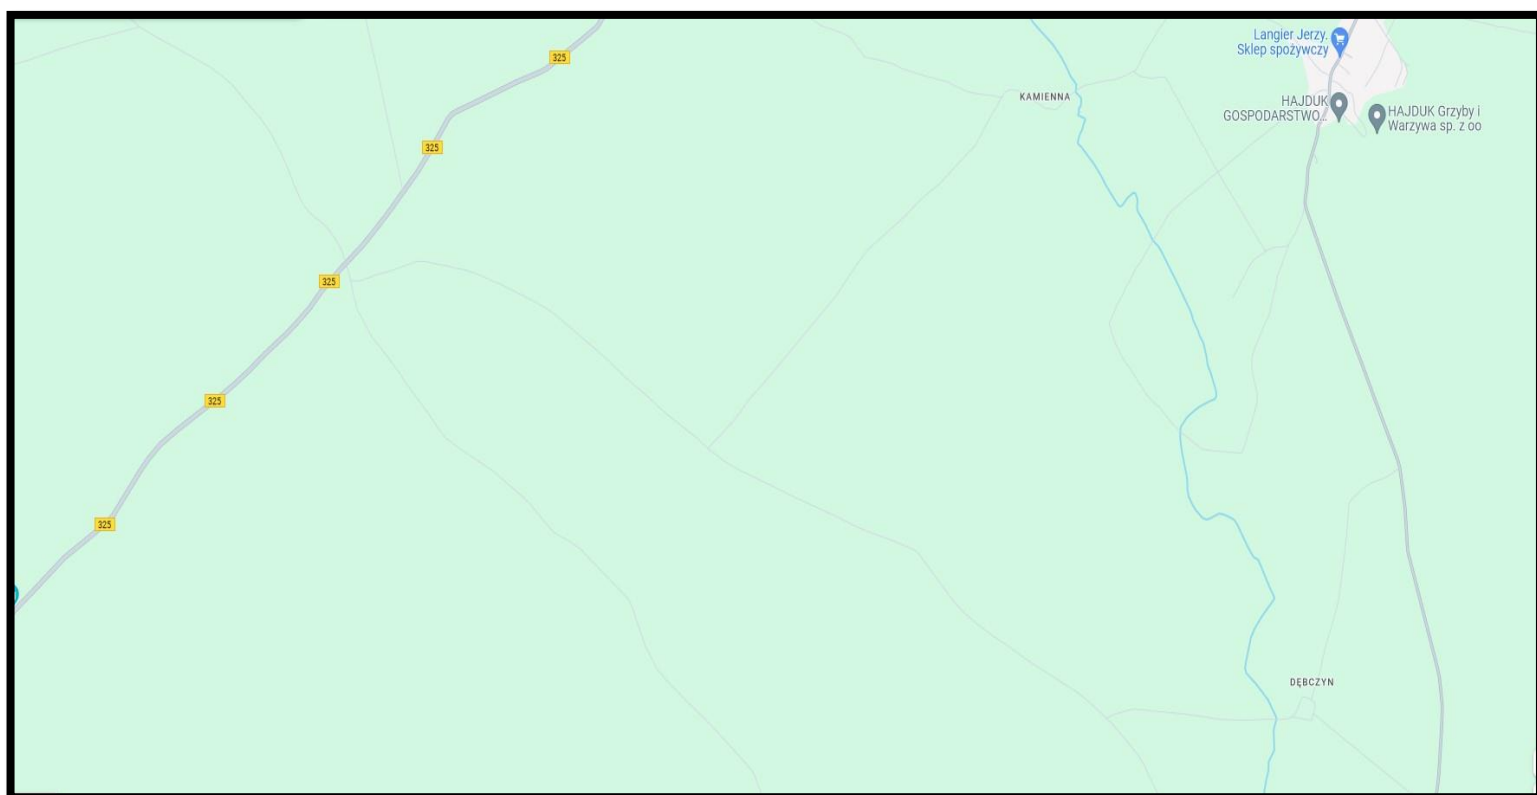 Langier Jerzy.
Sklep spożywczy
325
KAMIENNA
HAJDUK
GOSPODARSTWO...
HAJDUK Grzyby i
Warzywa sp. z oo
325
325
325
325
DĘBCZYN